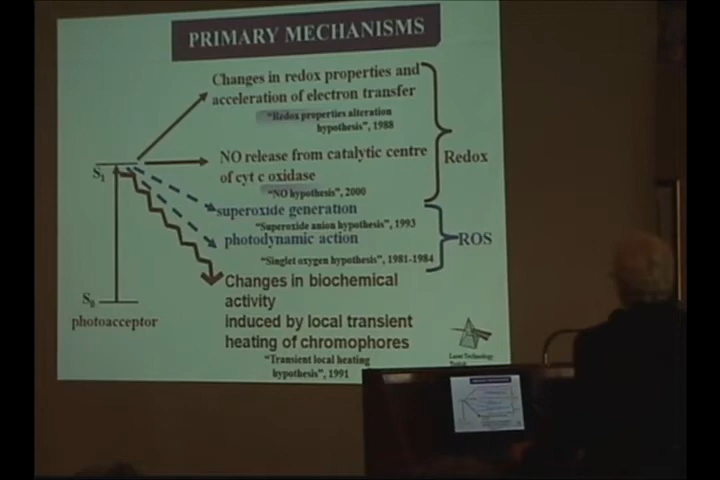 PRIMARY MECHANISMS
Changes in redox properties and
acceleration of electron transfer
"Redox properties alteration
hypothesis", 1988
NO release from catalytic centre
of cyt c oxidase
"NO hypothesis", 2000
Redox
superoxide generation
"Superoxide anion hypothesis", 1993
photodynamic action
"Singlet oxygen hypothesis", 1981-1984
ROS
Changes in biochemical
activity
induced by local transient
heating of chromophores
"Transient local heating
hypothesis", 1991
S1
S0
photoacceptor
Laser Technology